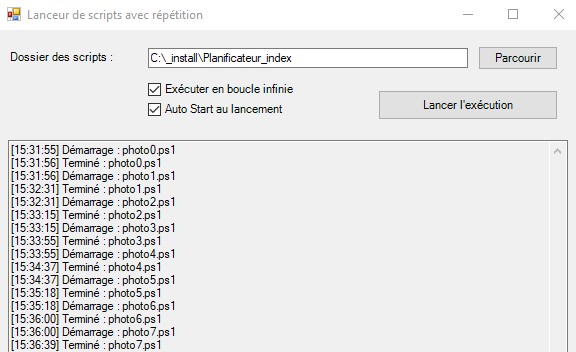 Lanceur de scripts avec répétition
Dossier des scripts :
C:\_install\Planificateur_index
Parcourir
Exécuter en boucle infinie
Auto Start au lancement
Lancer l'exécution
[15:31:55] Démarrage : photo0.ps1
[15:31:56] Terminé : photo0.ps1
[15:31:56] Démarrage : photo1.ps1
[15:32:31] Terminé : photo1.ps1
[15:32:31] Démarrage : photo2.ps1
[15:33:15] Terminé : photo2.ps1
[15:33:15] Démarrage : photo3.ps1
[15:33:55] Terminé : photo3.ps1
[15:33:55] Démarrage : photo4.ps1
[15:34:37] Terminé : photo4.ps1
[15:34:37] Démarrage : photo5.ps1
[15:35:18] Terminé : photo5.ps1
[15:35:18] Démarrage : photo6.ps1
[15:36:00] Terminé : photo6.ps1
[15:36:00] Démarrage : photo7.ps1
[15:36:39] Terminé : photo7.ps1